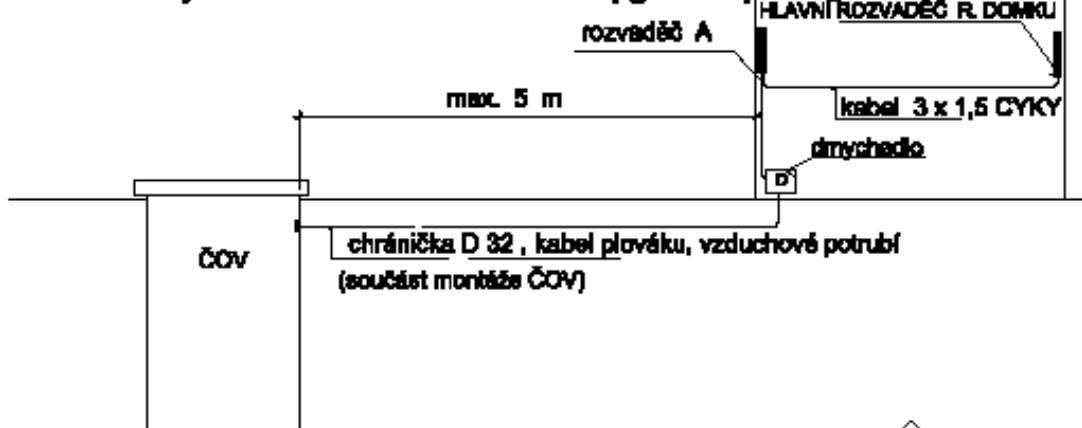 HLAVNÍ ROZVADĚČ R. DOMKU
rozvaděč A
max. 5 m
kabel 3 x 1,5 CYKY
dmychadlo
D
chránička D 32 , kabel plováku, vzduchové potrubí
(součást montáže ČOV)
ČOV